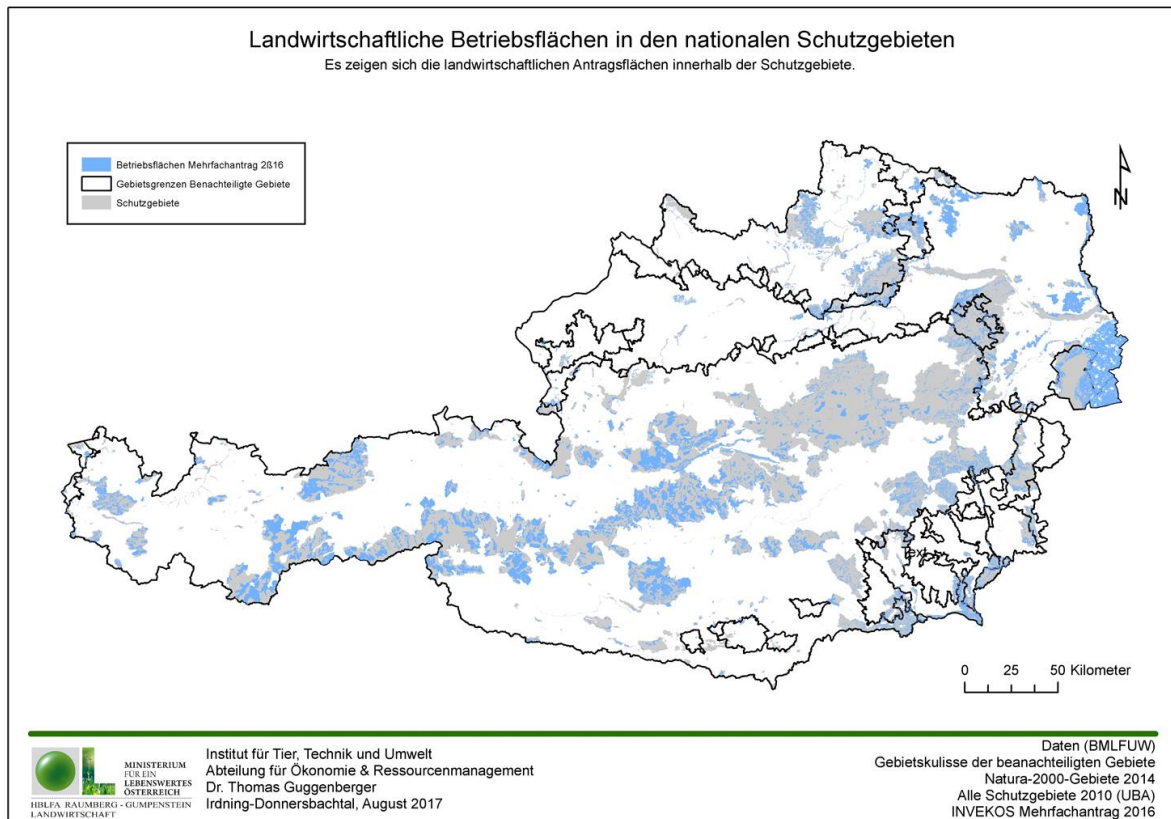 Landwirtschaftliche Betriebsflächen in den nationalen Schutzgebieten
Es zeigen sich die landwirtschaftlichen Antragsflächen innerhalb der Schutzgebiete.
Betriebsflächen Mehrfachantrag 2ß16
Gebietsgrenzen Benachteiligte Gebiete
Schutzgebiete
N
Text
0 25 50 Kilometer
MINISTERIUM
FÜR EIN
LEBENSWERTES
ÖSTERREICH
HBLFA RAUMBERG - GUMPENSTEIN
LANDWIRTSCHAFT
Institut für Tier, Technik und Umwelt
Abteilung für Ökonomie & Ressourcenmanagement
Dr. Thomas Guggenberger
Irdning-Donnersbachtal, August 2017
Daten (BMLFUW)
Gebietskulisse der beanachteiligten Gebiete
Natura-2000-Gebiete 2014
Alle Schutzgebiete 2010 (UBA)
INVEKOS Mehrfachantrag 2016